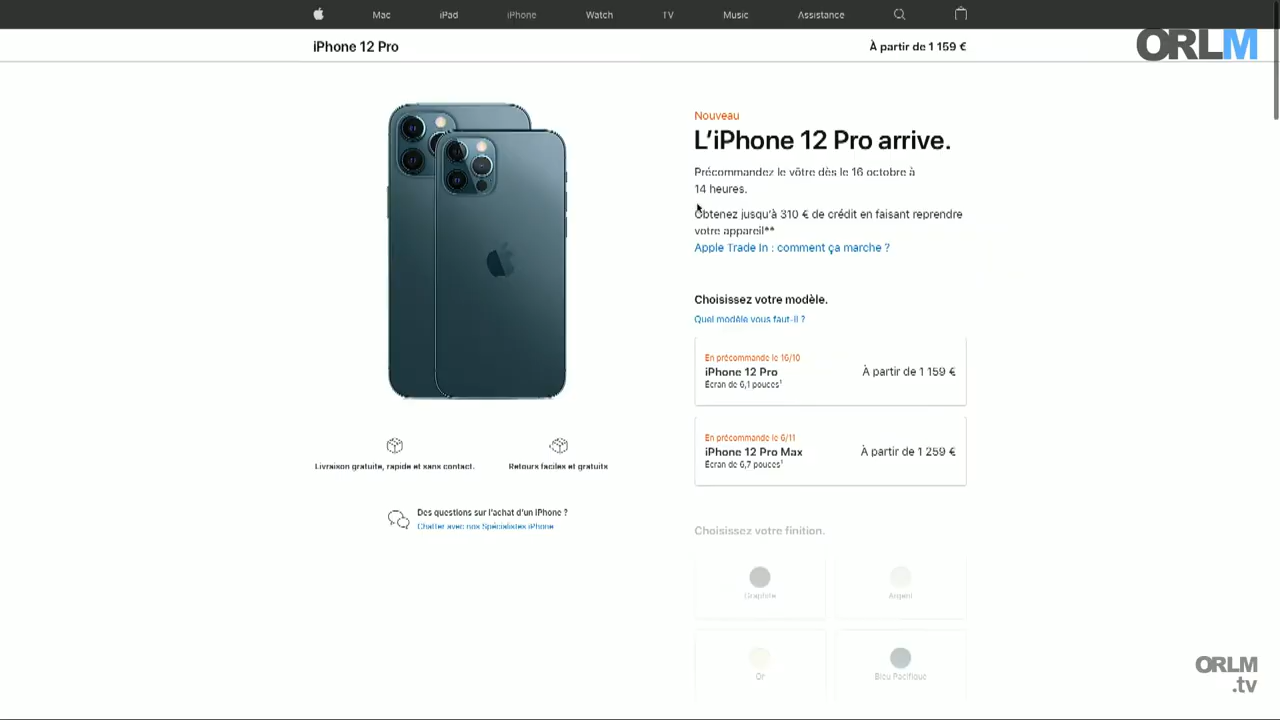 Mac iPad iPhone Watch TV Music Assistance
iPhone 12 Pro
À partir de 1 159 €
ORLM
Nouveau
L'iPhone 12 Pro arrive.
Précommandez le vôtre dès le 16 octobre à
14 heures.
Obtenez jusqu'à 310 € de crédit en faisant reprendre
votre appareil**
Apple Trade In : comment ça marche ?
Choisissez votre modèle.
Quel modèle vous faut-il ?
En précommande le 16/10
iPhone 12 Pro
À partir de 1 159 €
Écran de 6,1 pouces¹
En précommande le 6/11
iPhone 12 Pro Max
À partir de 1 259 €
Écran de 6,7 pouces¹
Livraison gratuite, rapide et sans contact.
Retours faciles et gratuits
Des questions sur l'achat d'un iPhone ?
Chatter avec nos Spécialistes iPhone
Choisissez votre finition.
Graphite
Argent
Or
Bleu Pacifique
ORLM
.tv